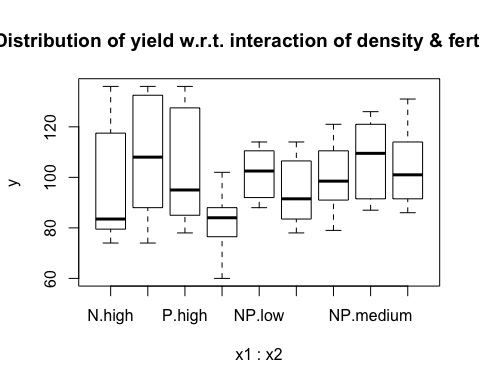 Distribution of yield w.r.t. interaction of density & fert
y
120
100
80
60
N.high P.high NP.low NP.medium
x1 : x2